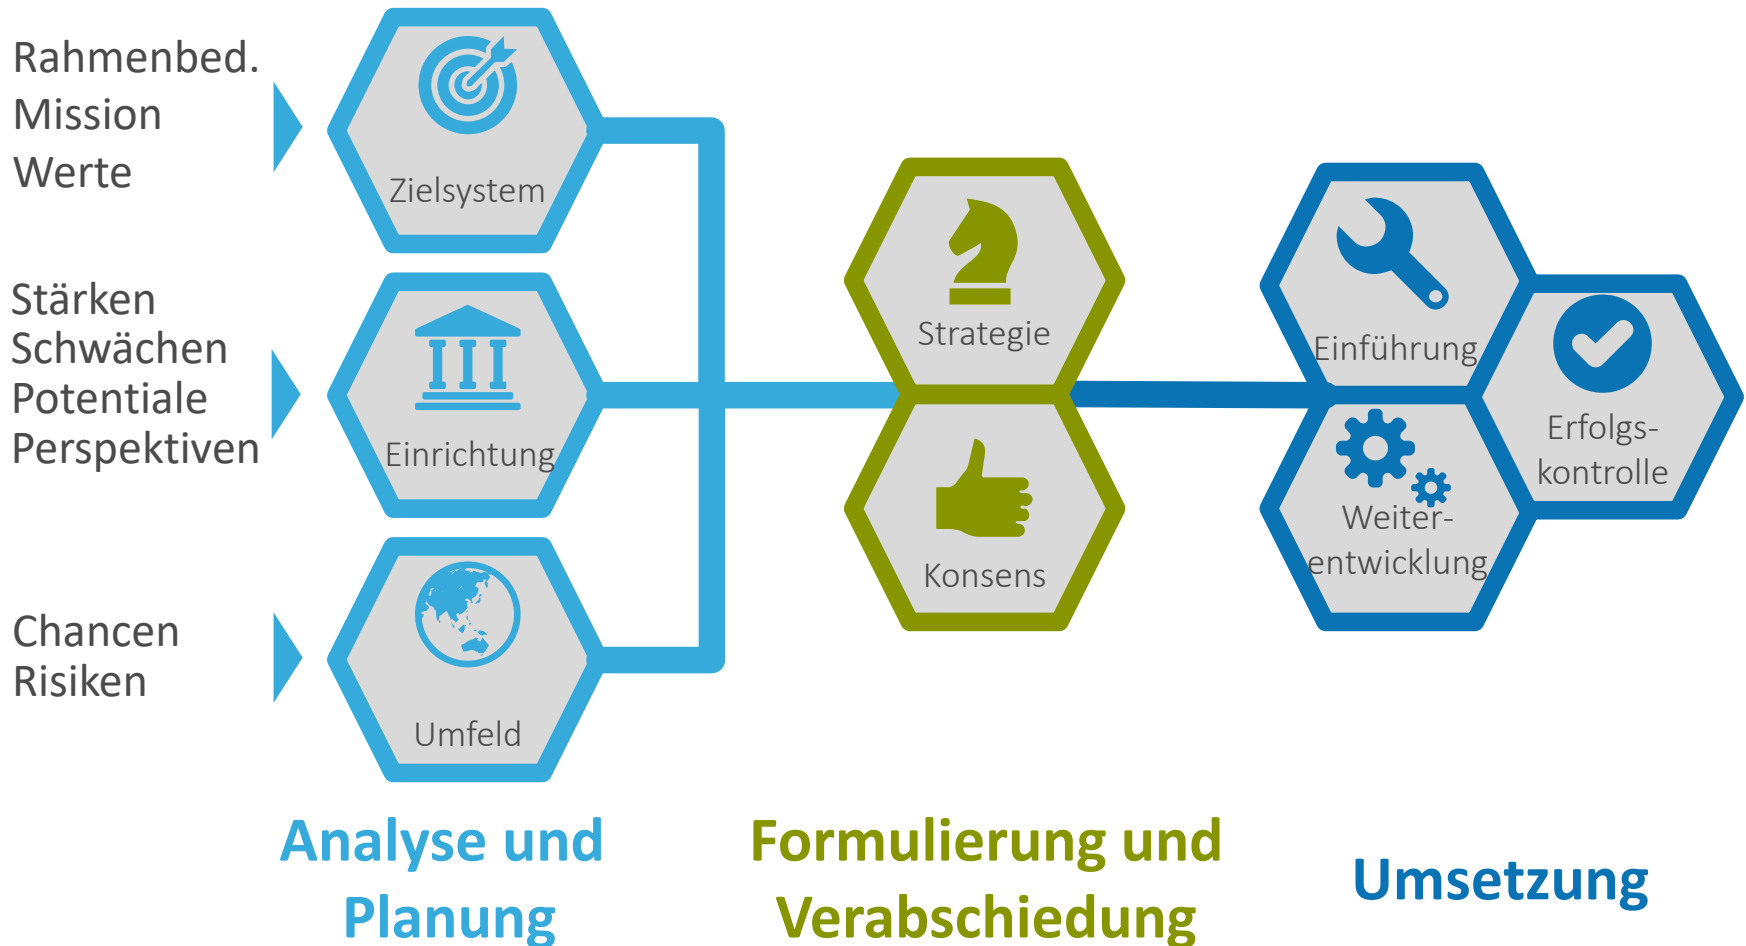 Rahmenbed.
Mission
Werte
Zielsystem
Stärken
Schwächen
Potentiale
Perspektiven
Einrichtung
Chancen
Risiken
Umfeld
Analyse und
Planung
Strategie
Konsens
Formulierung und
Verabschiedung
Einführung
Weiter-
entwicklung
Erfolgs-
kontrolle
Umsetzung